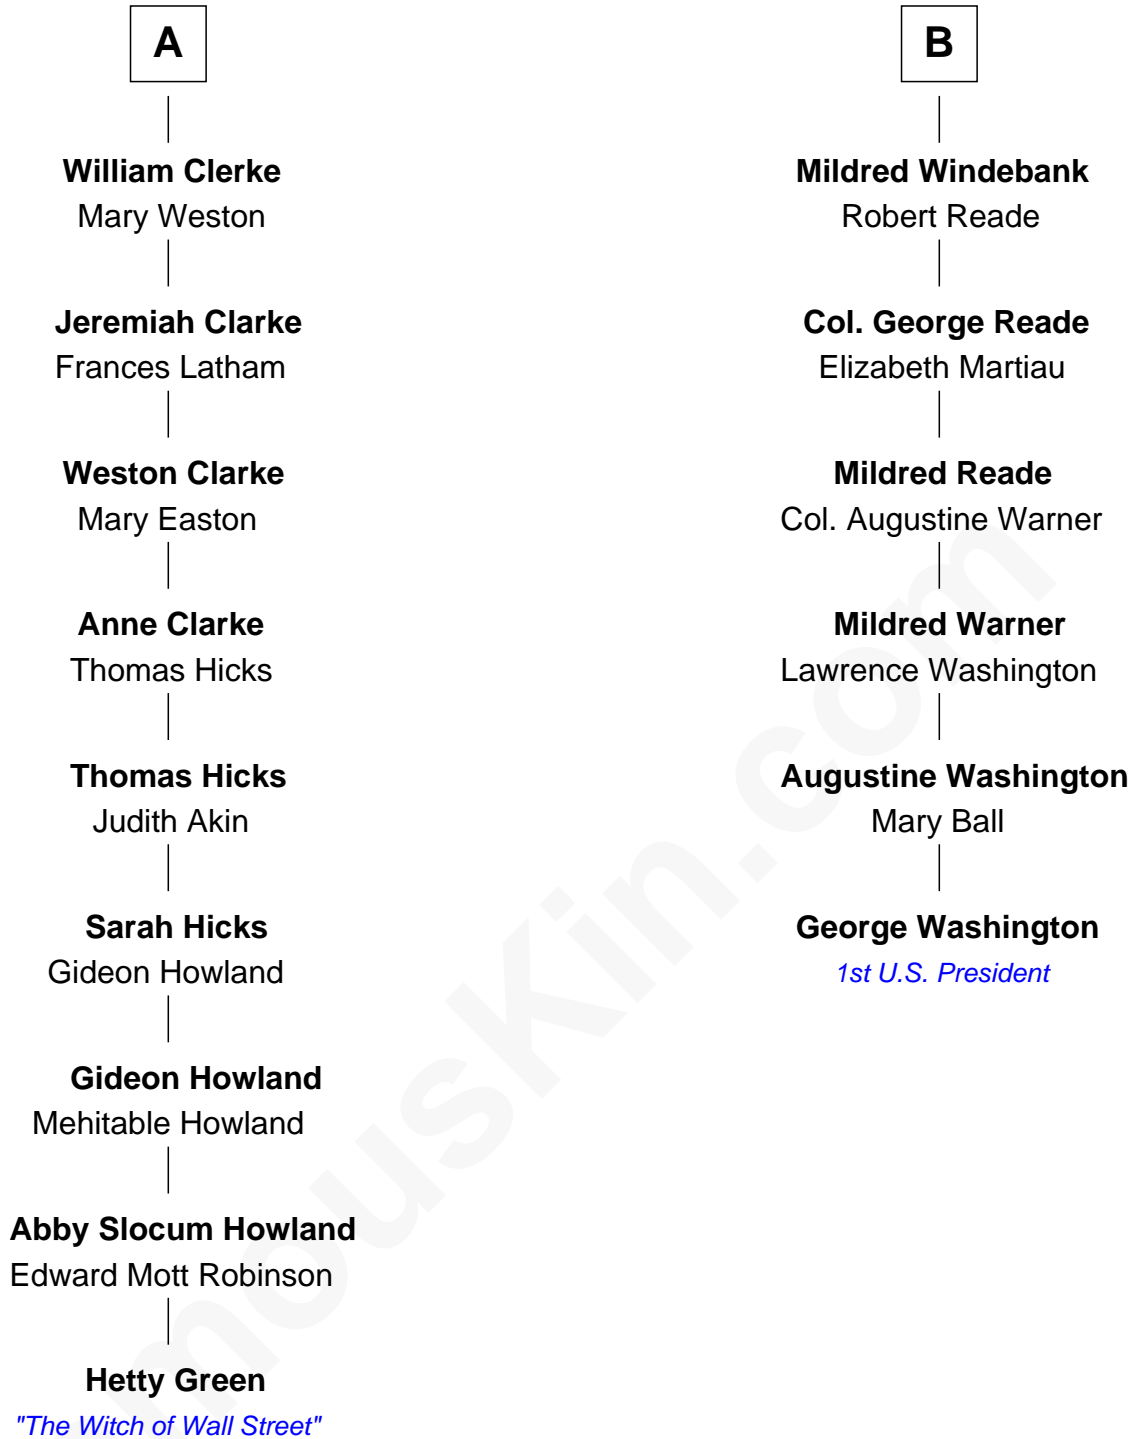 A
William Clerke
Mary Weston
Jeremiah Clarke
Frances Latham
Weston Clarke
Mary Easton
Anne Clarke
Thomas Hicks
Thomas Hicks
Judith Akin
Sarah Hicks
Gideon Howland
Gideon Howland
Mehitable Howland
Abby Slocum Howland
Edward Mott Robinson
Hetty Green
"The Witch of Wall Street"
B
Mildred Windebank
Robert Reade
Col. George Reade
Elizabeth Martiau
Mildred Reade
Col. Augustine Warner
Mildred Warner
Lawrence Washington
Augustine Washington
Mary Ball
George Washington
1st U.S. President
mousKin.com